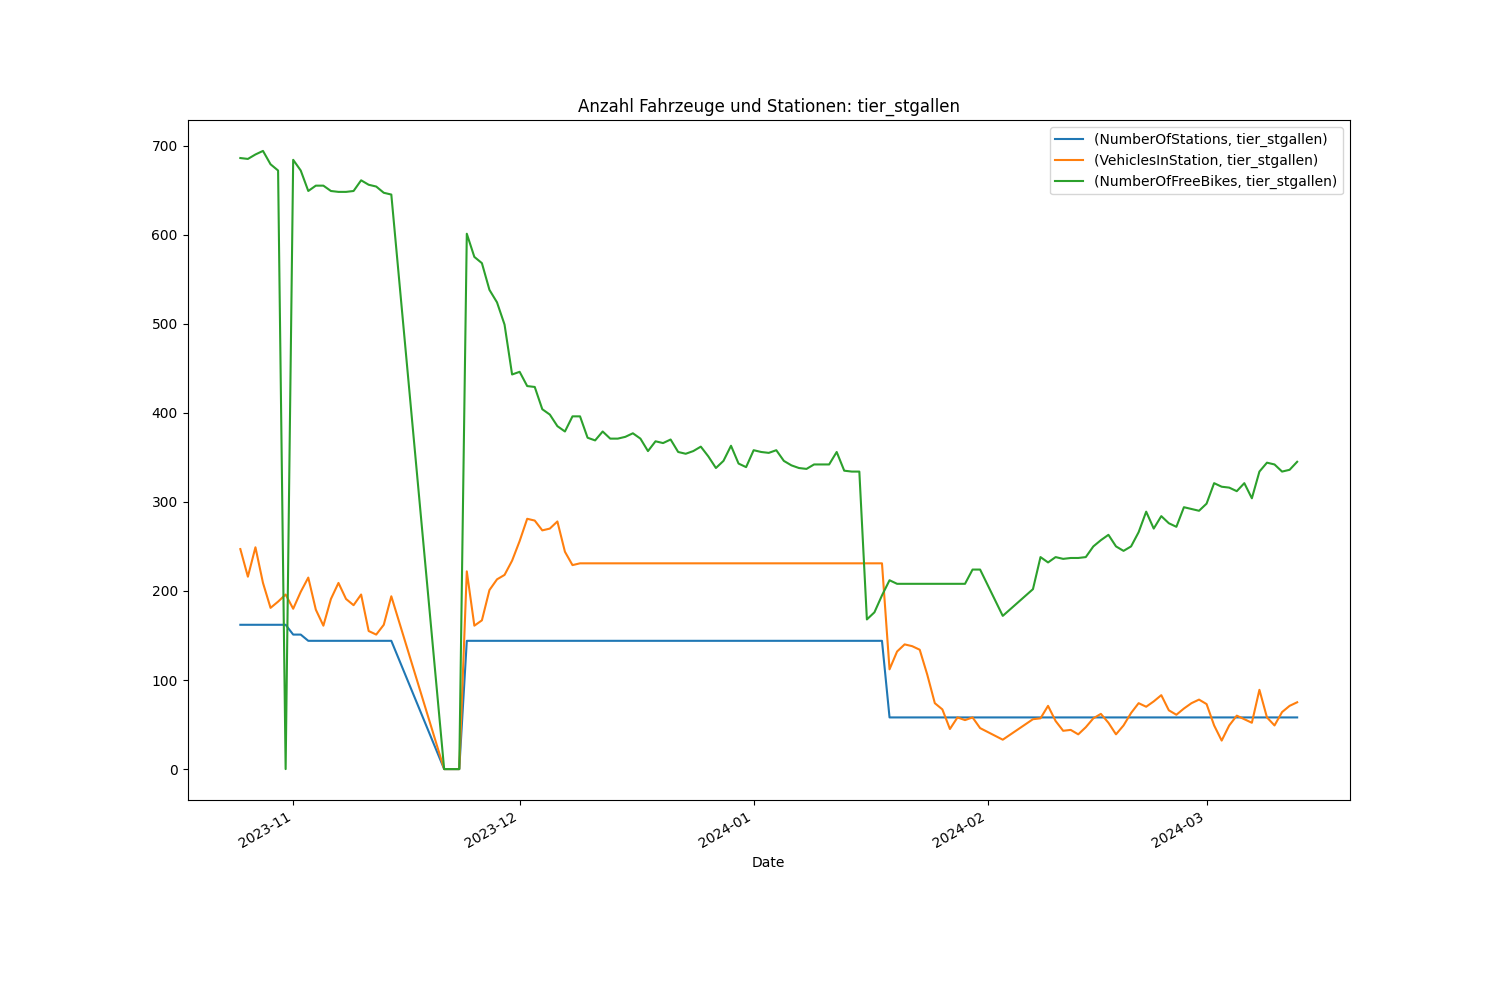 Anzahl Fahrzeuge und Stationen: tier_stgallen
(NumberOfStations, tier_stgallen)
(VehiclesInStation, tier_stgallen)
(NumberOfFreeBikes, tier_stgallen)
700
600
500
400
300
200
100
0
2023-11
2023-12
2024-01
2024-02
2024-03
Date